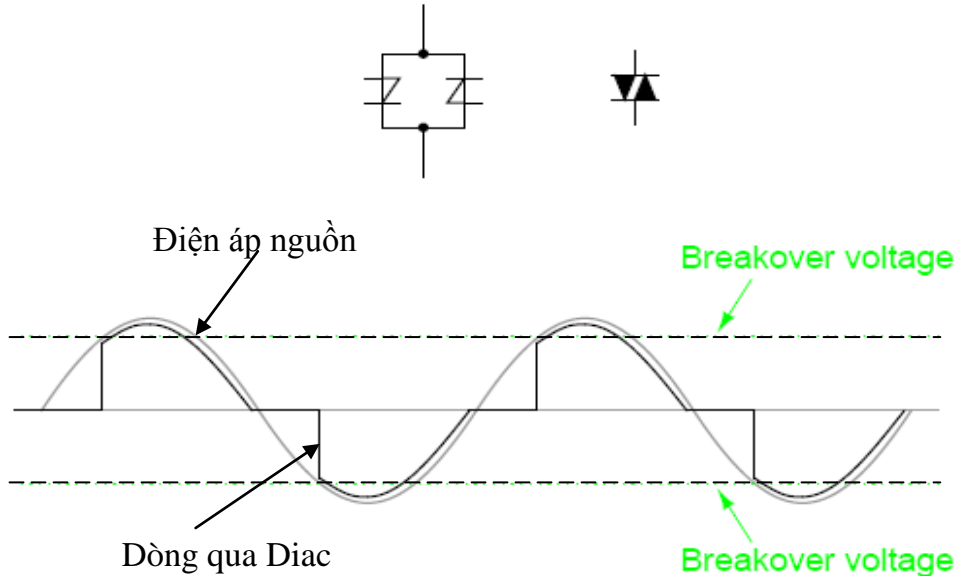 Điện áp nguồn
Breakover voltage
Dòng qua Diac
Breakover voltage